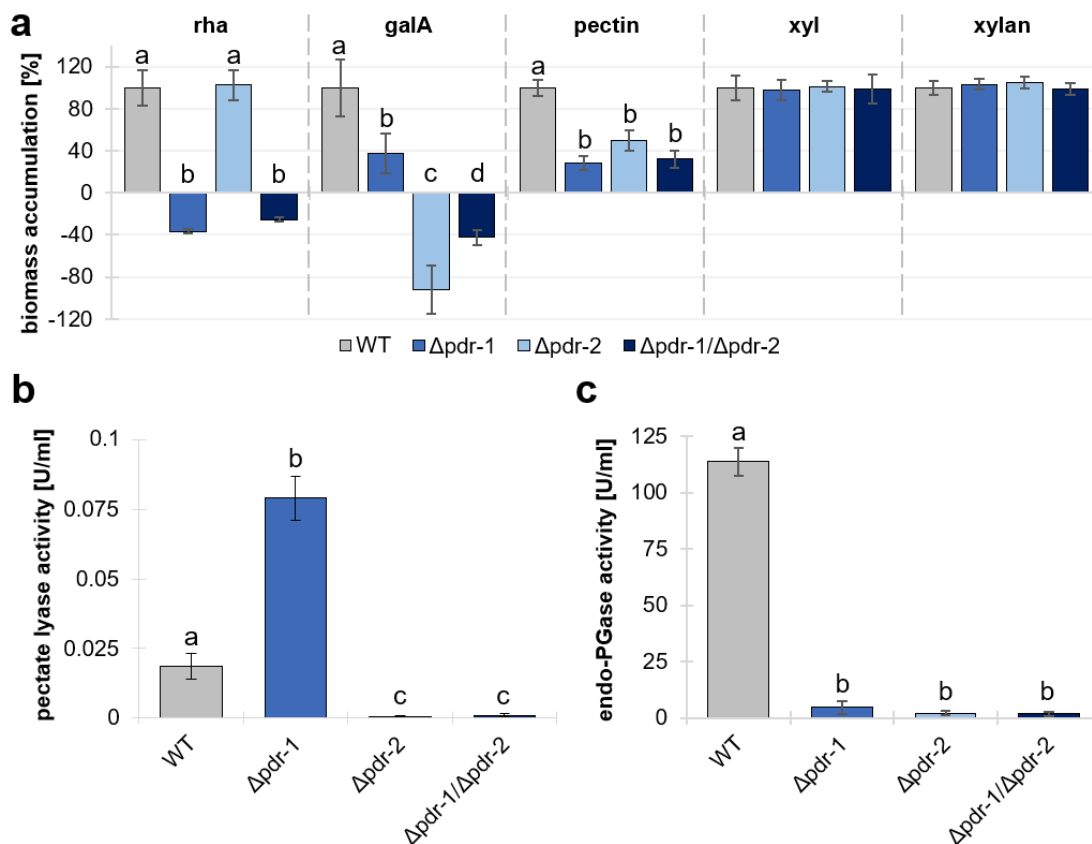 a
rha galA pectin xyl xylan
biomass accumulation [%]
120
80
40
0
-40
-80
-120
a b a b
a b c d
a b b b
WT Δpdr-1 Δpdr-2 Δpdr-1/Δpdr-2
b
pectate lyase activity [U/ml]
0.1
0.075
0.05
0.025
0
a b c c
WT Δpdr-1 Δpdr-2 Δpdr-1/Δpdr-2
c
endo-PGase activity [U/ml]
125
100
75
50
25
0
a b b b
WT Δpdr-1 Δpdr-2 Δpdr-1/Δpdr-2